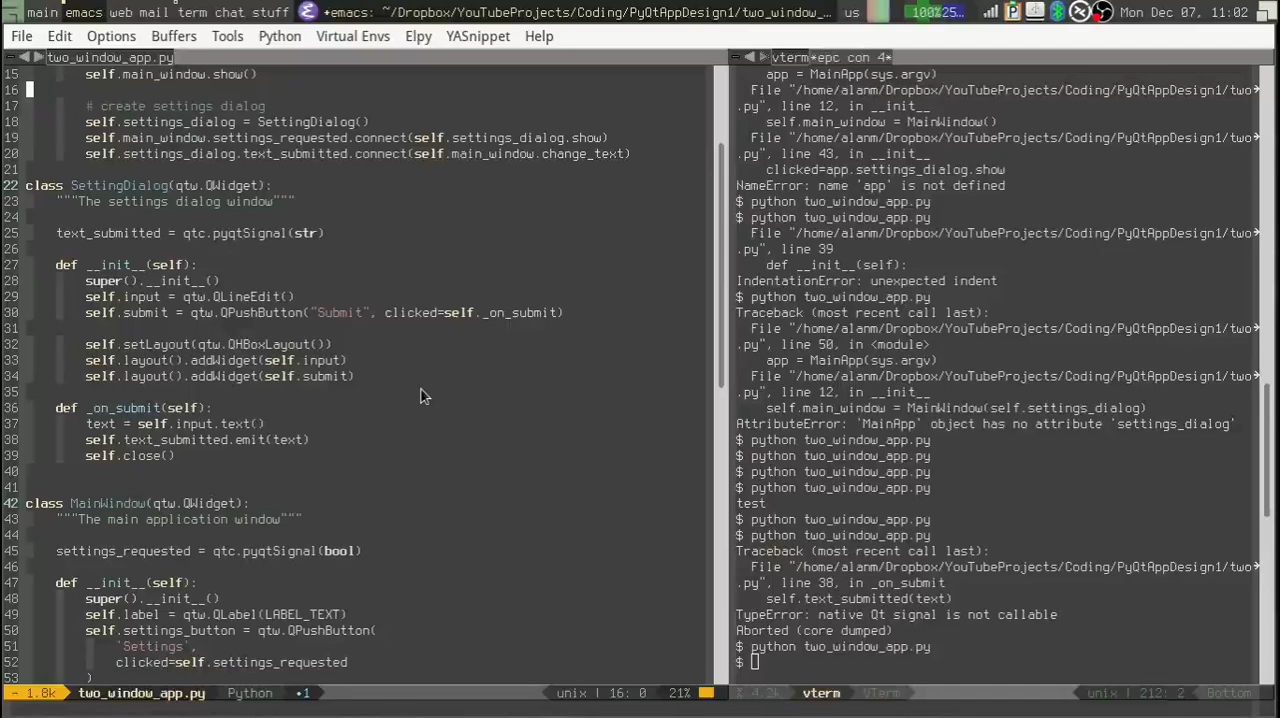 main web mail term chat stuff +emacs: ~/Dropbox/YouTubeProjects/Coding/PyQtAppDesign1/two_window_… us 100%25… Mon Dec 07, 11:02
File Edit Options Buffers Tools Python Virtual Envs Elpy YASnippet Help
two_window_app.py
15 self.main_window.show()
16
17 # create settings dialog
18 self.settings_dialog = SettingDialog()
19 self.main_window.settings_requested.connect(self.settings_dialog.show)
20 self.settings_dialog.text_submitted.connect(self.main_window.change_text)
21
22 class SettingDialog(qtw.QWidget):
23 """The settings dialog window"""
24
25 text_submitted = qtc.pyqtSignal(str)
26
27 def __init__(self):
28 super().__init__()
29 self.input = qtw.QLineEdit()
30 self.submit = qtw.QPushButton("Submit", clicked=self._on_submit)
31
32 self.setLayout(qtw.QHBoxLayout())
33 self.layout().addWidget(self.input)
34 self.layout().addWidget(self.submit)
35
36 def _on_submit(self):
37 text = self.input.text()
38 self.text_submitted.emit(text)
39 self.close()
40
41
42 class MainWindow(qtw.QWidget):
43 """The main application window"""
44
45 settings_requested = qtc.pyqtSignal(bool)
46
47 def __init__(self):
48 super().__init__()
49 self.label = qtw.QLabel(LABEL_TEXT)
50 self.settings_button = qtw.QPushButton(
51 'Settings',
52 clicked=self.settings_requested
53 )
- 1.8k two_window_app.py Python •1 unix | 16: 0 21%
vterm *epc con 4*
app = MainApp(sys.argv)
File "/home/alanm/Dropbox/YouTubeProjects/Coding/PyQtAppDesign1/two
.py", line 12, in __init__
self.main_window = MainWindow()
File "/home/alanm/Dropbox/YouTubeProjects/Coding/PyQtAppDesign1/two
.py", line 43, in __init__
clicked=app.settings_dialog.show
NameError: name 'app' is not defined
$ python two_window_app.py
$ python two_window_app.py
File "/home/alanm/Dropbox/YouTubeProjects/Coding/PyQtAppDesign1/two
.py", line 39
def __init__(self):
IndentationError: unexpected indent
$ python two_window_app.py
Traceback (most recent call last):
File "/home/alanm/Dropbox/YouTubeProjects/Coding/PyQtAppDesign1/two
.py", line 50, in <module>
app = MainApp(sys.argv)
File "/home/alanm/Dropbox/YouTubeProjects/Coding/PyQtAppDesign1/two
.py", line 12, in __init__
self.main_window = MainWindow(self.settings_dialog)
AttributeError: 'MainApp' object has no attribute 'settings_dialog'
$ python two_window_app.py
$ python two_window_app.py
$ python two_window_app.py
$ python two_window_app.py
test
$ python two_window_app.py
$ python two_window_app.py
Traceback (most recent call last):
File "/home/alanm/Dropbox/YouTubeProjects/Coding/PyQtAppDesign1/two
.py", line 38, in _on_submit
self.text_submitted(text)
TypeError: native Qt signal is not callable
Aborted (core dumped)
$ python two_window_app.py
$
% 4.2k vterm VTerm unix | 212: 2 Bottom